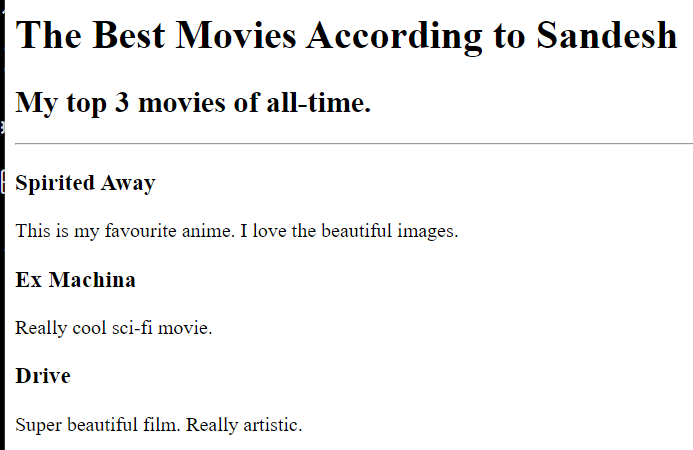 The Best Movies According to Sandesh
My top 3 movies of all-time.
Spirited Away
This is my favourite anime. I love the beautiful images.
Ex Machina
Really cool sci-fi movie.
Drive
Super beautiful film. Really artistic.